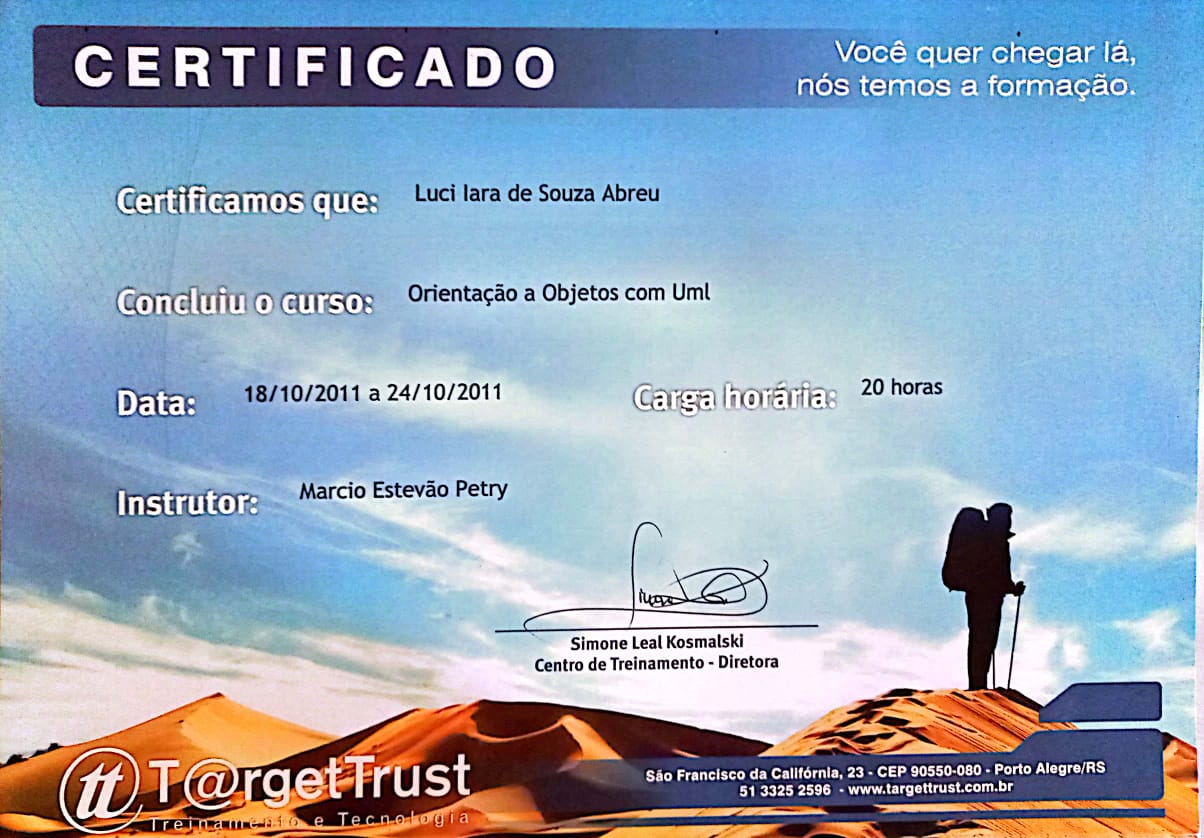 CERTIFICADO
Você quer chegar lá,
nós temos a formação.
Certificamos que: Luci Iara de Souza Abreu
Concluiu o curso: Orientação a Objetos com Uml
Data: 18/10/2011 a 24/10/2011 Carga horária: 20 horas
Instrutor: Marcio Estevão Petry
Simone Leal Kosmalski
Centro de Treinamento - Diretora
tt T@rgetTrust
Treinamento e Tecnologia
São Francisco da Califórnia, 23 - CEP 90550-080 - Porto Alegre/RS
51 3325 2596 - www.targettrust.com.br